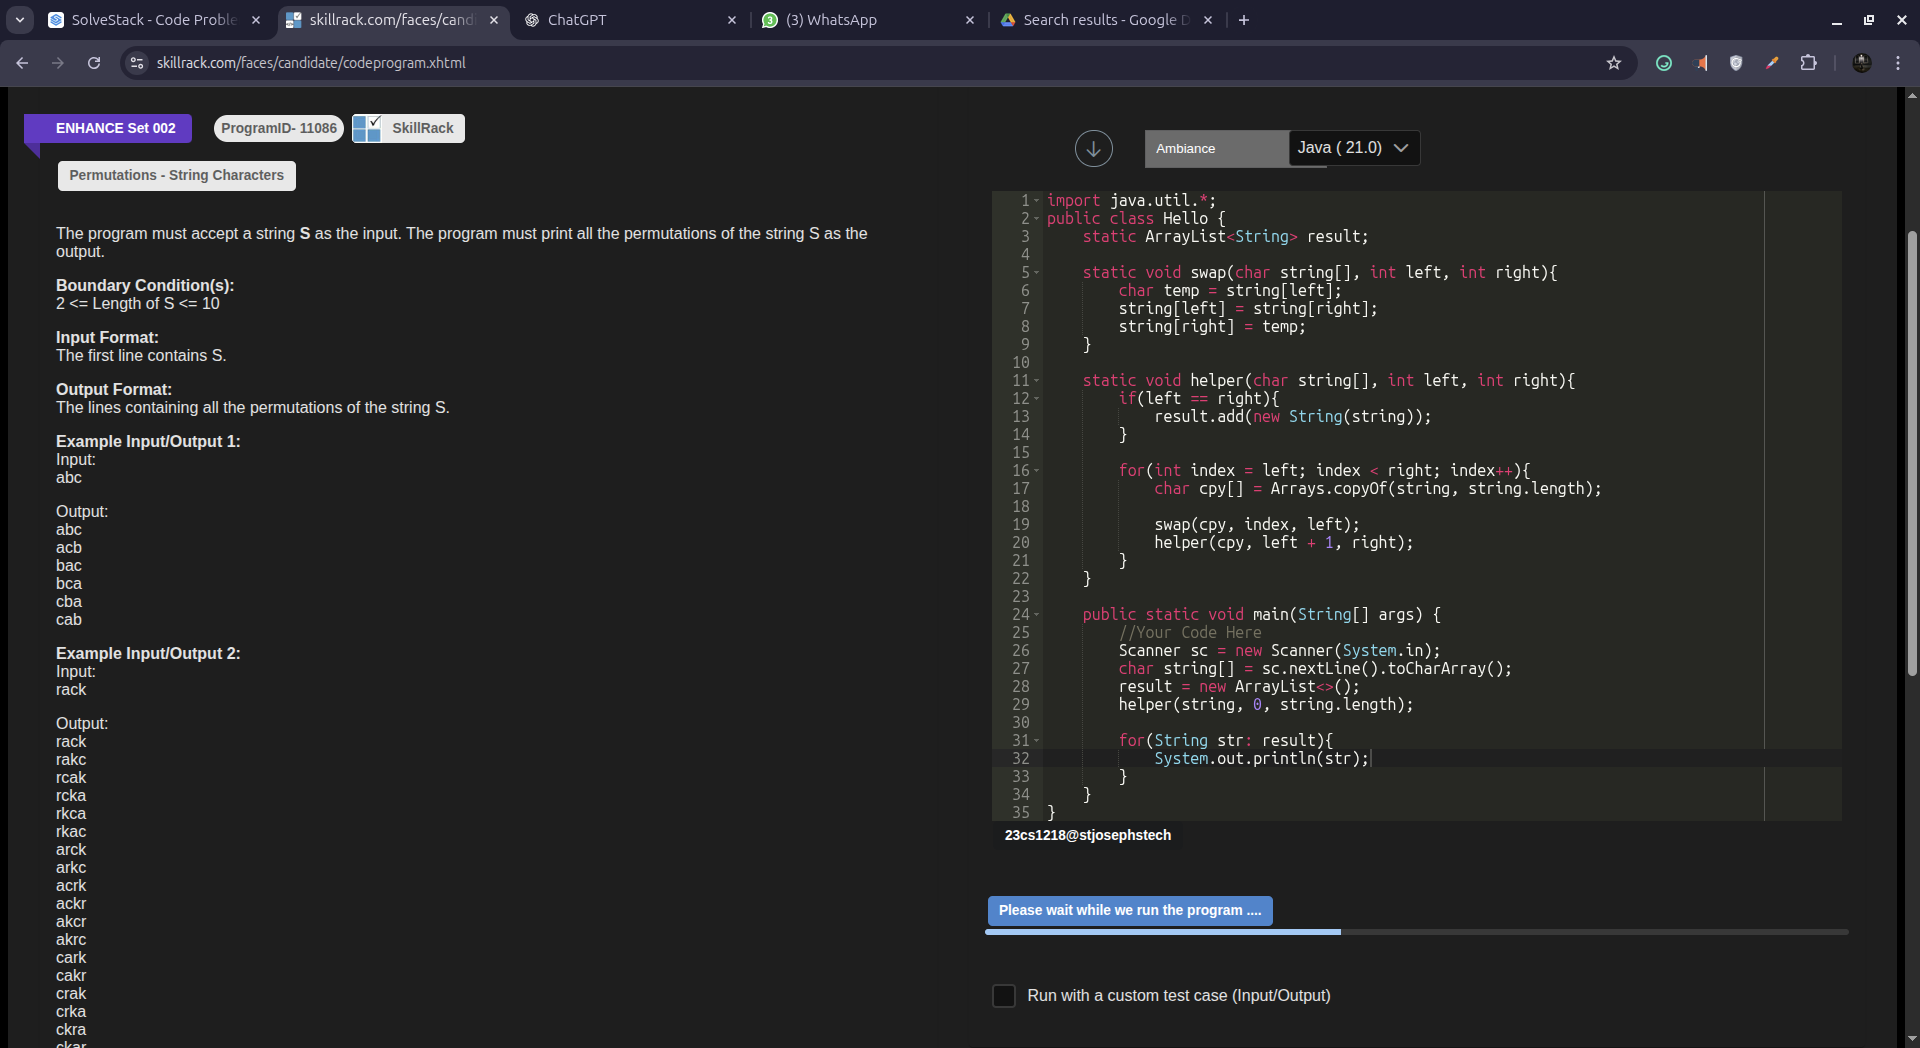 SolveStack - Code Proble
skillrack.com/faces/cand
ChatGPT
3 (3) WhatsApp
Search results - Google D
skillrack.com/faces/candidate/codeprogram.xhtml
ENHANCE Set 002
ProgramID- 11086
SkillRack
Permutations - String Characters
The program must accept a string S as the input. The program must print all the permutations of the string S as the
output.
Boundary Condition(s):
2 <= Length of S <= 10
Input Format:
The first line contains S.
Output Format:
The lines containing all the permutations of the string S.
Example Input/Output 1:
Input:
abc
Output:
abc
acb
bac
bca
cba
cab
Example Input/Output 2:
Input:
rack
Output:
rack
rakc
rcak
rcka
rkca
rkac
arck
arkc
acrk
ackr
akcr
akrc
cark
cakr
crak
crka
ckra
ckar
Ambiance
Java ( 21.0)
1 import java.util.*;
2 public class Hello {
3     static ArrayList<String> result;
4
5     static void swap(char string[], int left, int right){
6         char temp = string[left];
7         string[left] = string[right];
8         string[right] = temp;
9     }
10
11     static void helper(char string[], int left, int right){
12         if(left == right){
13             result.add(new String(string));
14         }
15
16         for(int index = left; index < right; index++){
17             char cpy[] = Arrays.copyOf(string, string.length);
18
19             swap(cpy, index, left);
20             helper(cpy, left + 1, right);
21         }
22     }
23
24     public static void main(String[] args) {
25         //Your Code Here
26         Scanner sc = new Scanner(System.in);
27         char string[] = sc.nextLine().toCharArray();
28         result = new ArrayList<>();
29         helper(string, 0, string.length);
30
31         for(String str: result){
32             System.out.println(str);
33         }
34     }
35 }
23cs1218@stjosephstech
Please wait while we run the program ....
Run with a custom test case (Input/Output)